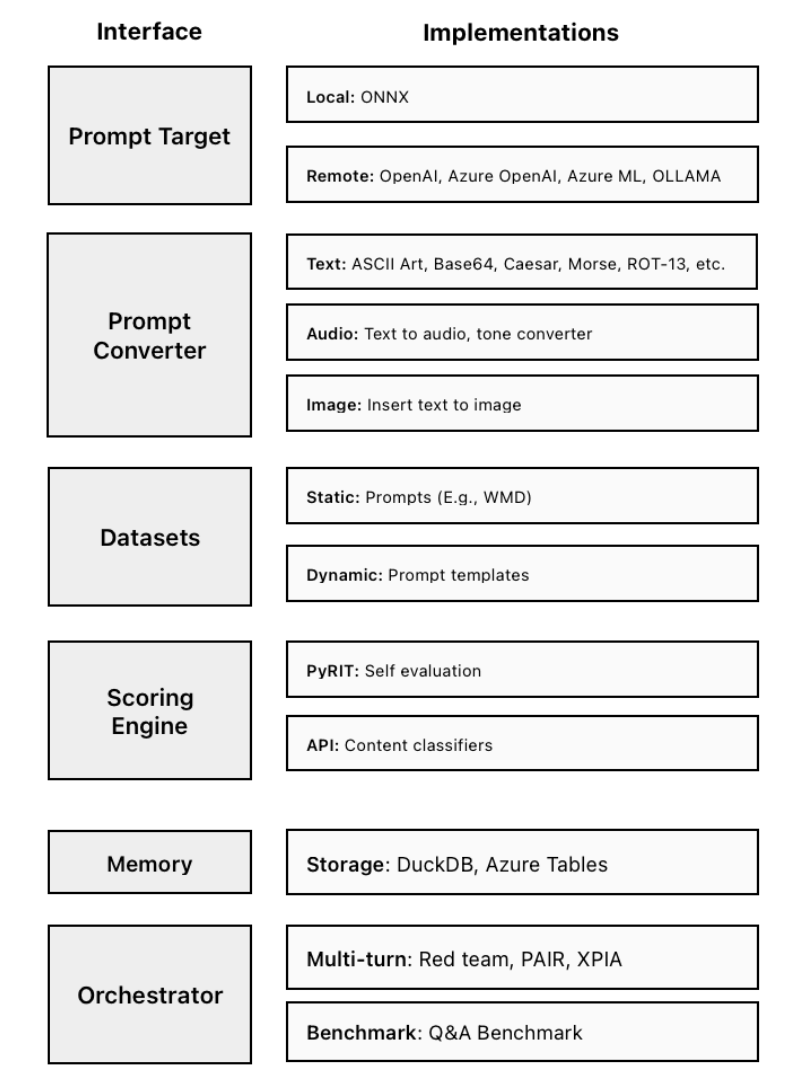 Interface
Implementations
Prompt Target
Local: ONNX
Remote: OpenAI, Azure OpenAI, Azure ML, OLLAMA
Prompt
Converter
Text: ASCII Art, Base64, Caesar, Morse, ROT-13, etc.
Audio: Text to audio, tone converter
Image: Insert text to image
Datasets
Static: Prompts (E.g., WMD)
Dynamic: Prompt templates
Scoring
Engine
PyRIT: Self evaluation
API: Content classifiers
Memory
Storage: DuckDB, Azure Tables
Orchestrator
Multi-turn: Red team, PAIR, XPIA
Benchmark: Q&A Benchmark